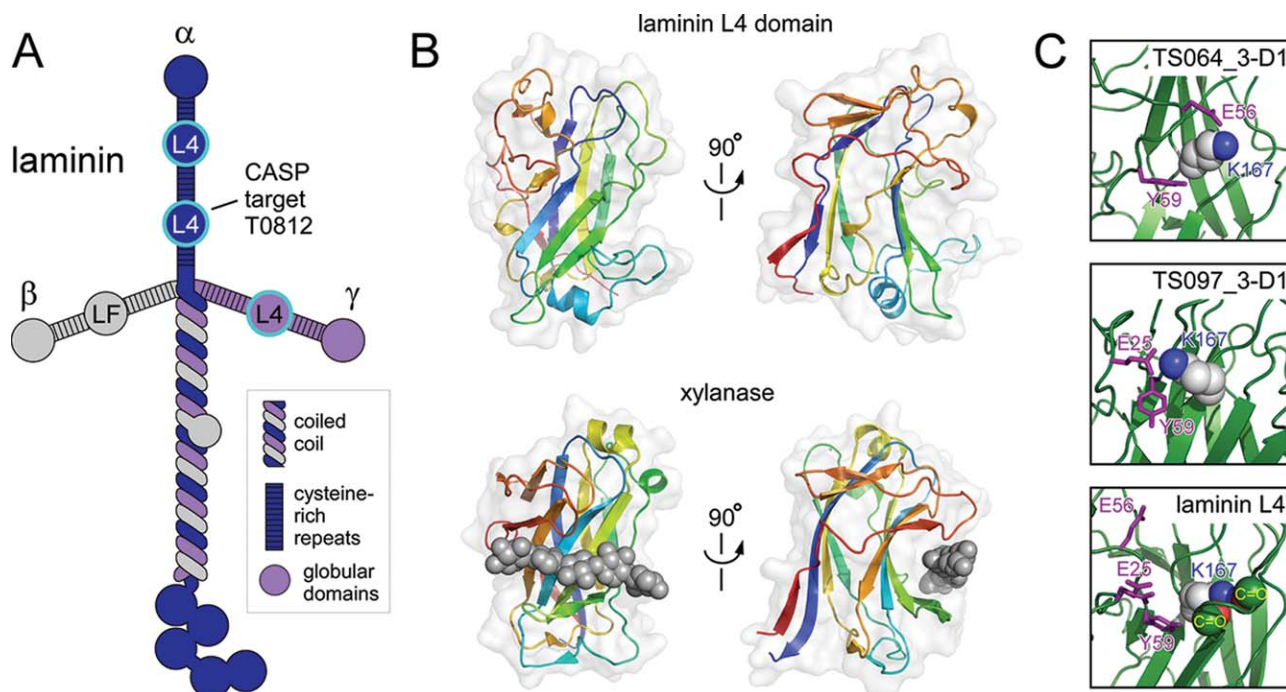 A
α
laminin
L4
L4
CASP
target
T0812
β
LF
L4
γ
coiled
coil
cysteine-
rich
repeats
globular
domains
B
laminin L4 domain
90°
xylanase
90°
C
TS064_3-D1
E56
K167
Y59
TS097_3-D1
K167
E25
Y59
laminin L4
E56
E25
K167
C=O
C=O
Y59